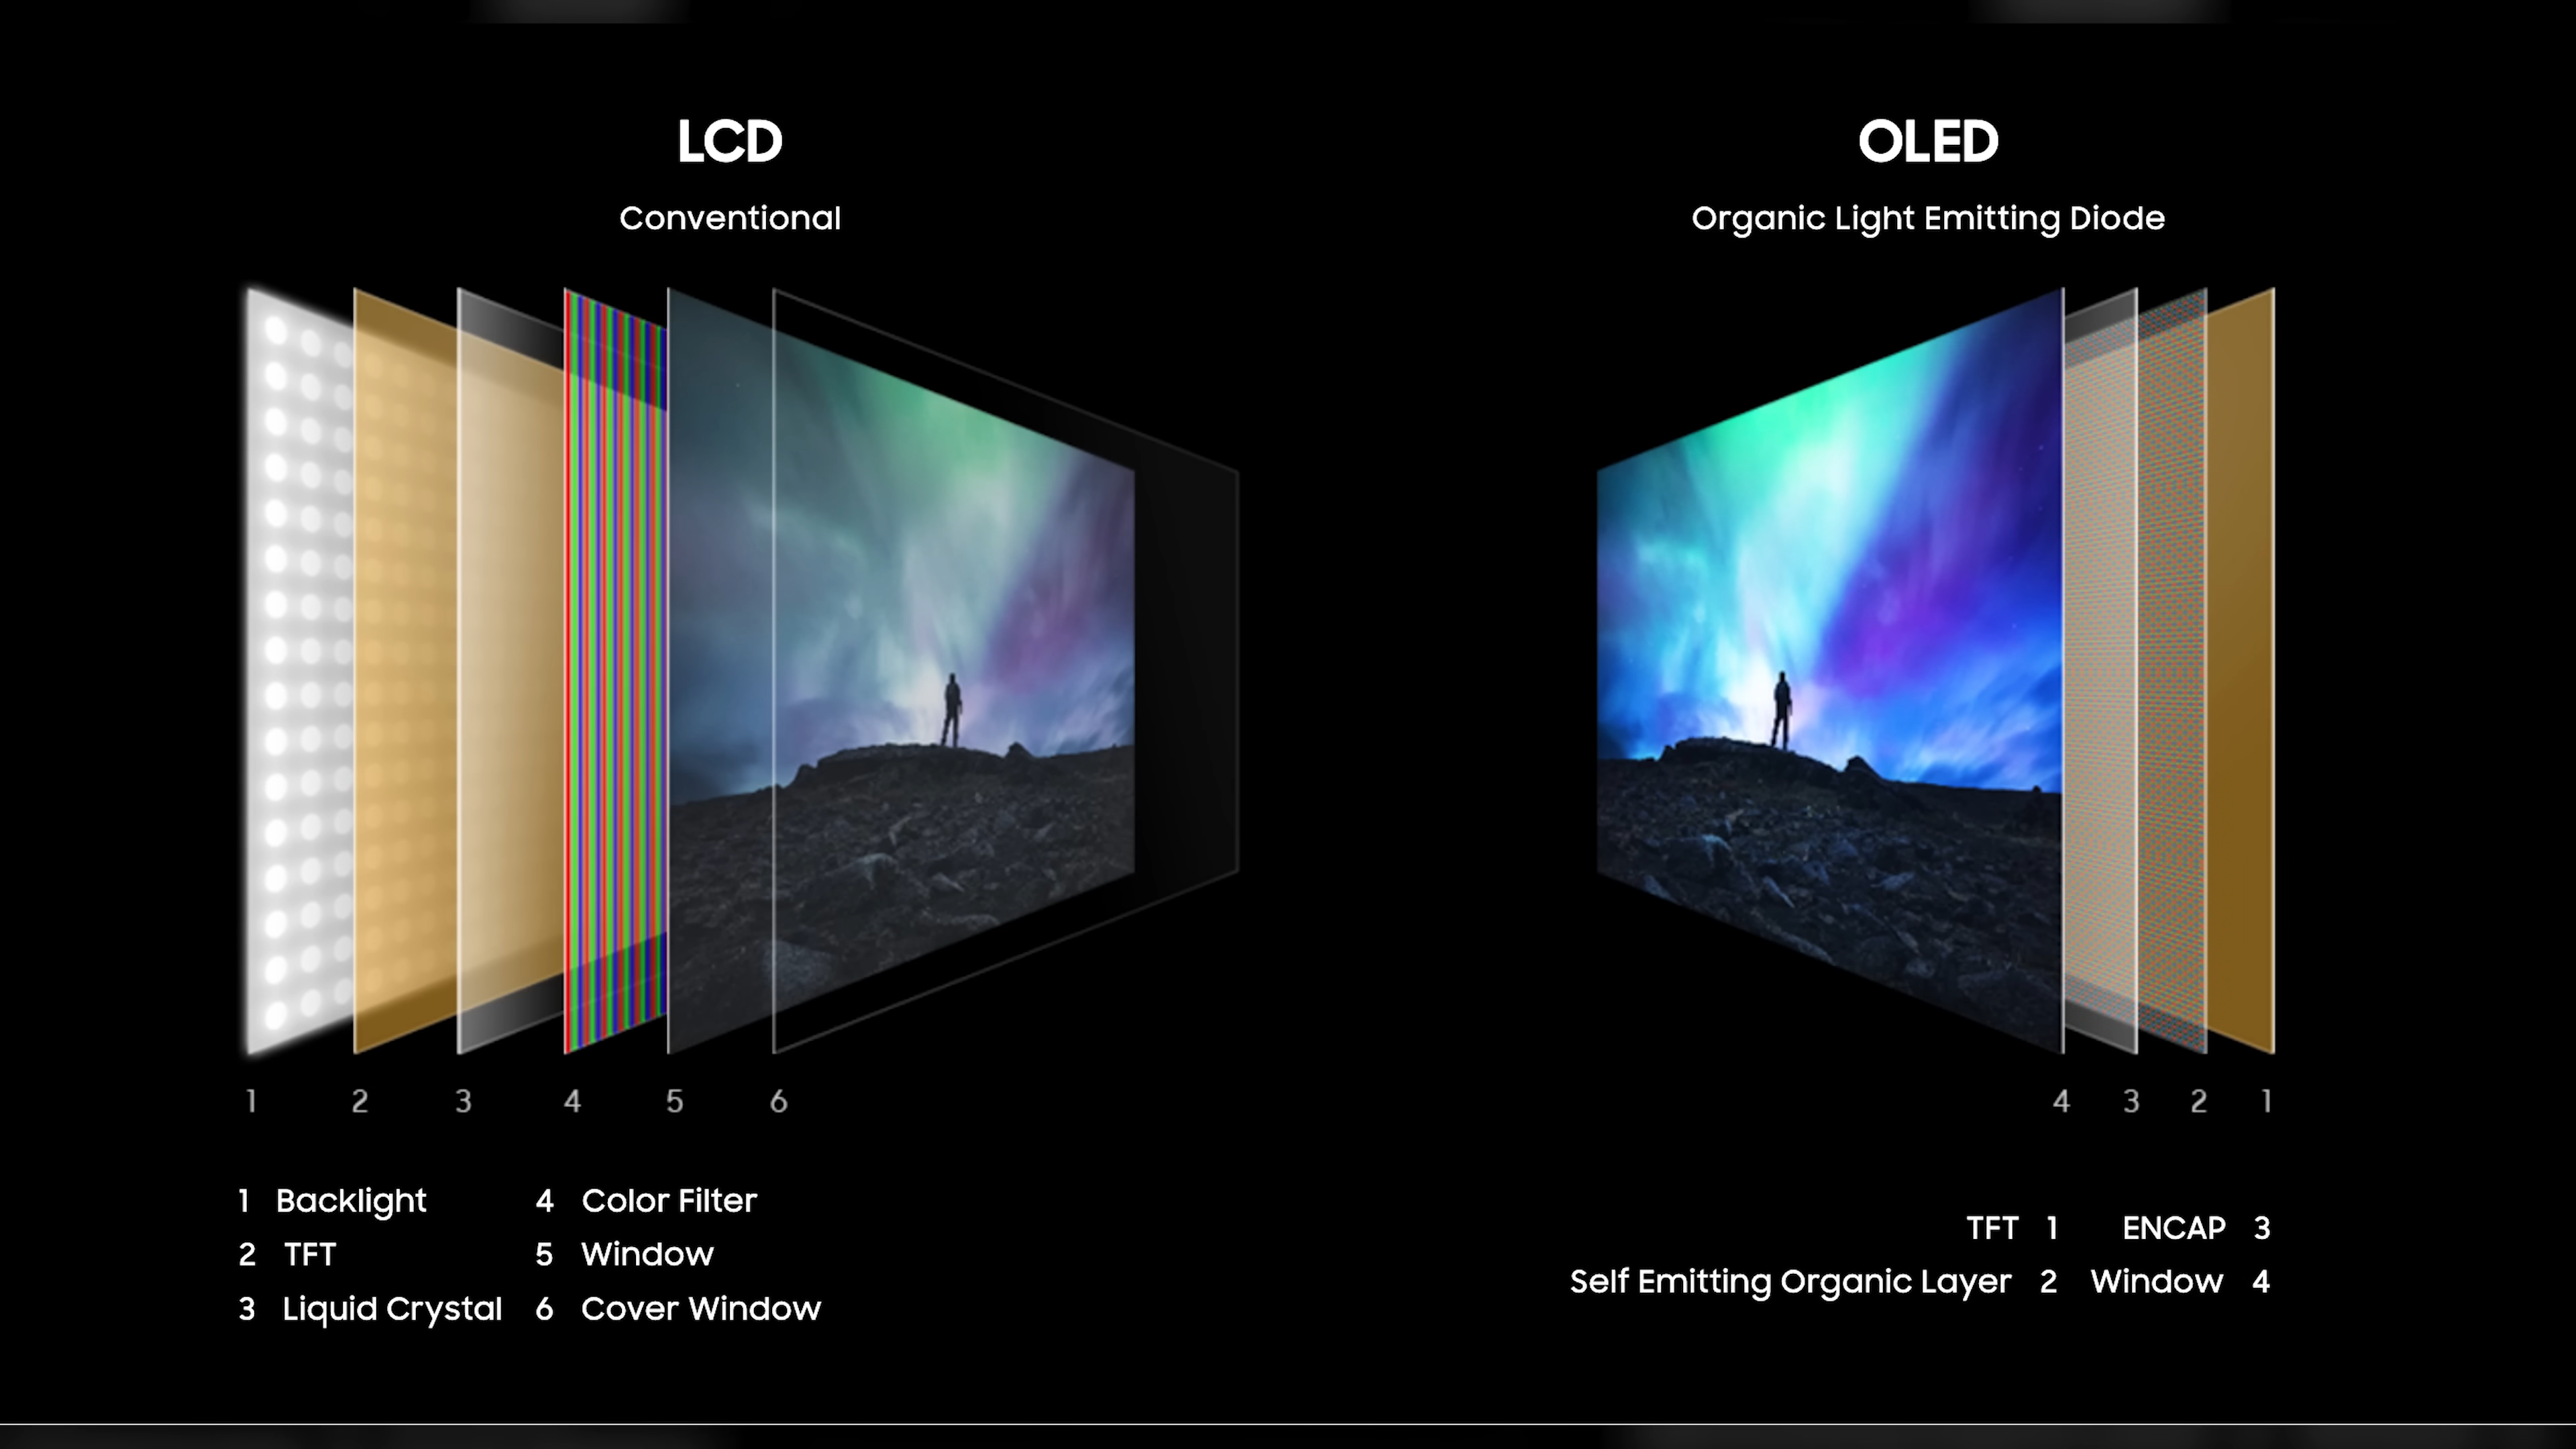 LCD
Conventional
1 2 3 4 5 6
1 Backlight
2 TFT
3 Liquid Crystal
4 Color Filter
5 Window
6 Cover Window
OLED
Organic Light Emitting Diode
4 3 2 1
TFT 1
Self Emitting Organic Layer 2
ENCAP 3
Window 4